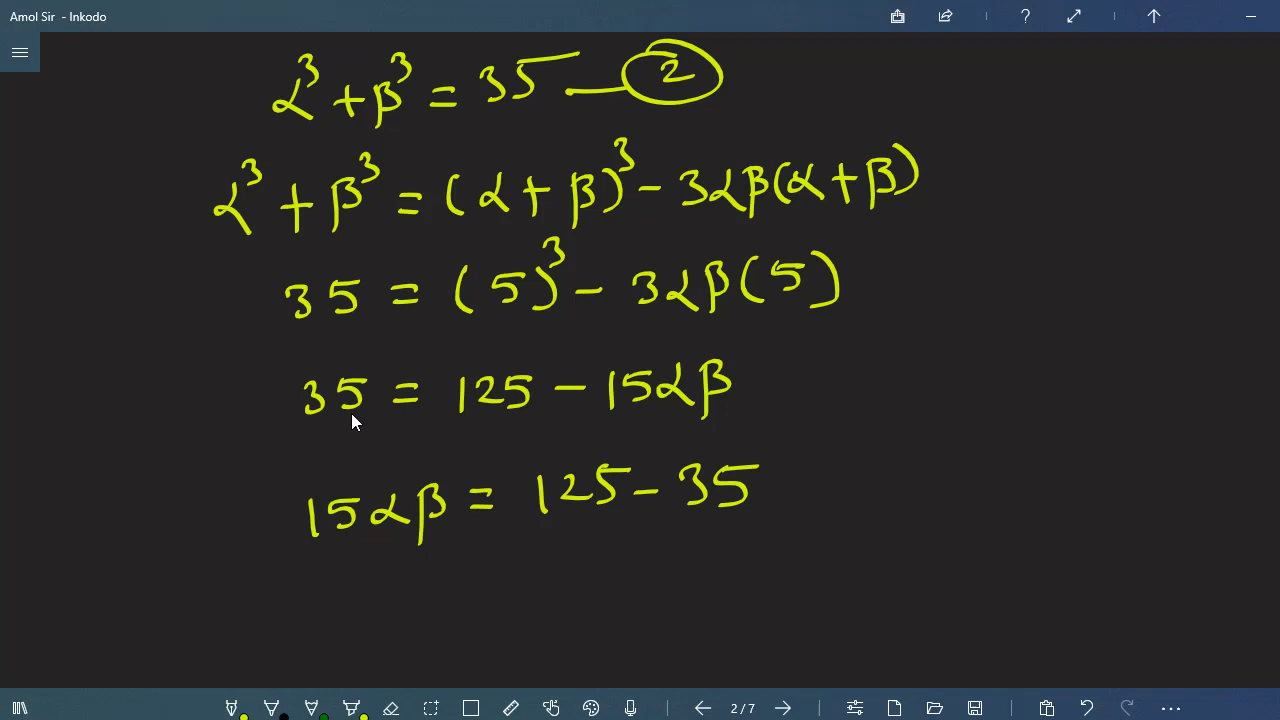 Amol Sir - Inkodo
α³ + β³ = 35 — 2
α³ + β³ = (α + β)³ - 3αβ(α + β)
35 = (5)³ - 3αβ(5)
35 = 125 - 15αβ
15αβ = 125 - 35
2 / 7